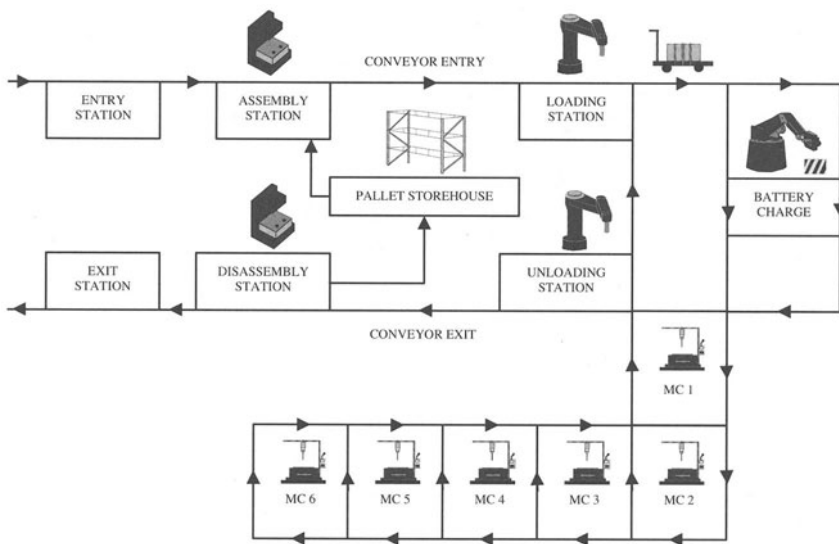 CONVEYOR ENTRY
ENTRY
STATION
ASSEMBLY
STATION
LOADING
STATION
PALLET STOREHOUSE
BATTERY
CHARGE
EXIT
STATION
DISASSEMBLY
STATION
UNLOADING
STATION
CONVEYOR EXIT
MC 1
MC 6
MC 5
MC 4
MC 3
MC 2